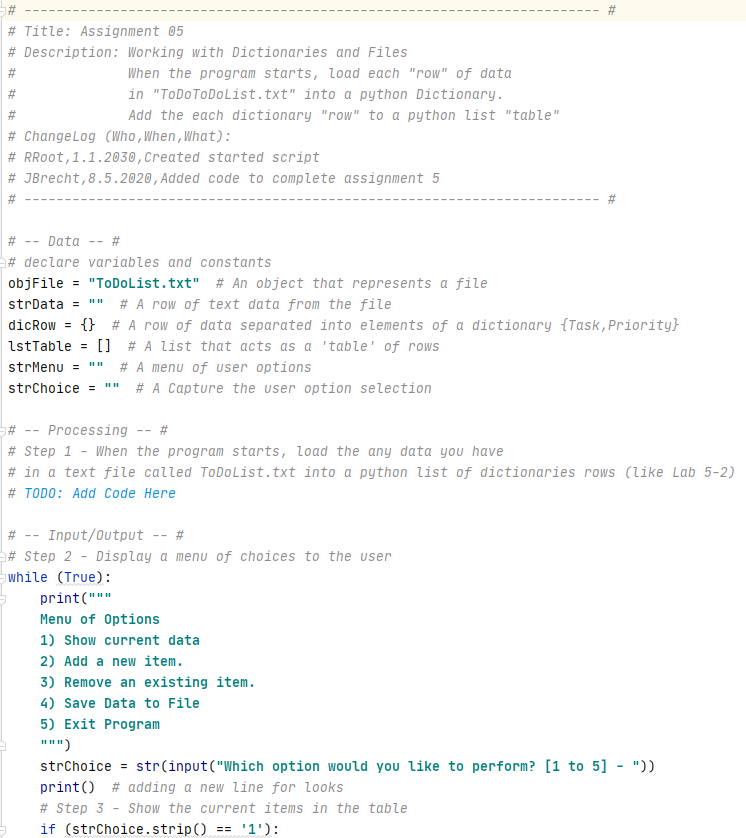 # ------------------------------------------------------------------------ #
# Title: Assignment 05
# Description: Working with Dictionaries and Files
#              When the program starts, load each "row" of data
#              in "ToDoToDoList.txt" into a python Dictionary.
#              Add the each dictionary "row" to a python list "table"
# ChangeLog (Who,When,What):
# RRoot,1.1.2030,Created started script
# JBrecht,8.5.2020,Added code to complete assignment 5
# ------------------------------------------------------------------------ #

# -- Data -- #
# declare variables and constants
objFile = "ToDoList.txt"  # An object that represents a file
strData = ""  # A row of text data from the file
dicRow = {}  # A row of data separated into elements of a dictionary {Task,Priority}
lstTable = []  # A list that acts as a 'table' of rows
strMenu = ""  # A menu of user options
strChoice = ""  # A Capture the user option selection

# -- Processing -- #
# Step 1 - When the program starts, load the any data you have
# in a text file called ToDoList.txt into a python list of dictionaries rows (like Lab 5-2)
# TODO: Add Code Here

# -- Input/Output -- #
# Step 2 - Display a menu of choices to the user
while (True):
    print("""
    Menu of Options
    1) Show current data
    2) Add a new item.
    3) Remove an existing item.
    4) Save Data to File
    5) Exit Program
    """)
    strChoice = str(input("Which option would you like to perform? [1 to 5] - "))
    print()  # adding a new line for looks
    # Step 3 - Show the current items in the table
    if (strChoice.strip() == '1'):